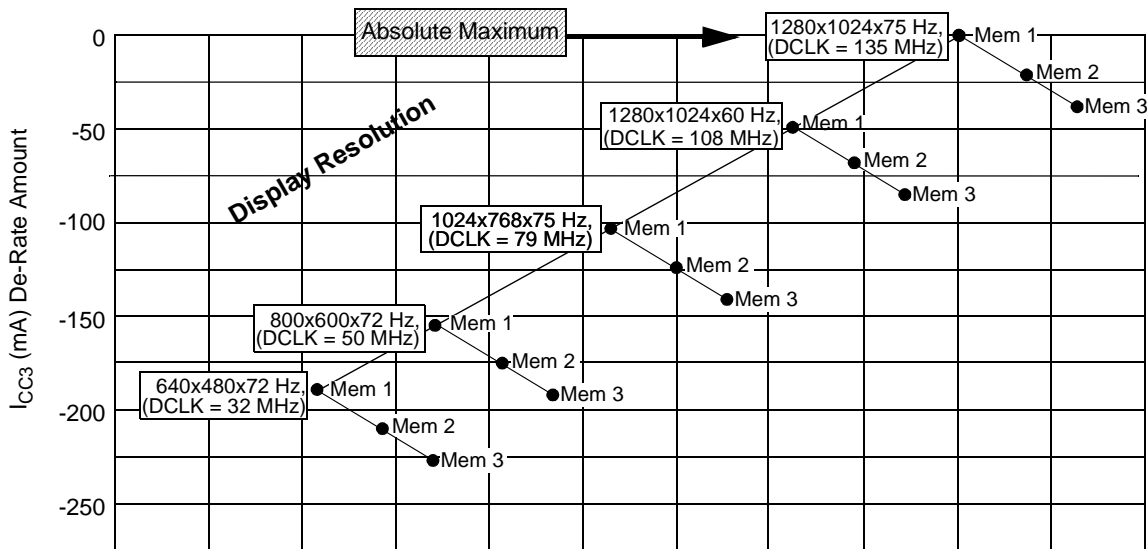 Absolute Maximum
1280x1024x75 Hz,
(DCLK = 135 MHz)
Mem 1
Mem 2
Mem 3
1280x1024x60 Hz,
(DCLK = 108 MHz)
Mem 1
Mem 2
Mem 3
Display Resolution
1024x768x75 Hz,
(DCLK = 79 MHz)
Mem 1
Mem 2
Mem 3
800x600x72 Hz,
(DCLK = 50 MHz)
Mem 1
Mem 2
Mem 3
640x480x72 Hz,
(DCLK = 32 MHz)
Mem 1
Mem 2
Mem 3
ICC3 (mA) De-Rate Amount
0
-50
-100
-150
-200
-250